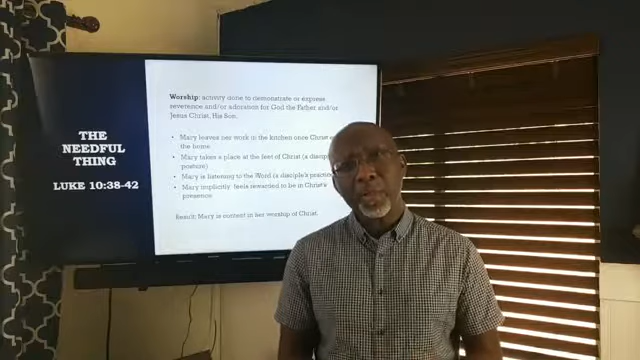 THE
NEEDFUL
THING
LUKE 10:38-42
Worship: activity done to demonstrate or express
reverence and/or adoration for God the Father and/or
Jesus Christ, His Son.
• Mary leaves her work in the kitchen once Christ
the home
• Mary takes a place at the feet of Christ (a
posture)
• Mary is listening to the Word (a disciple's
• Mary implicitly feels rewarded to be in Christ's
presence
Result: Mary is content in her worship of Christ.